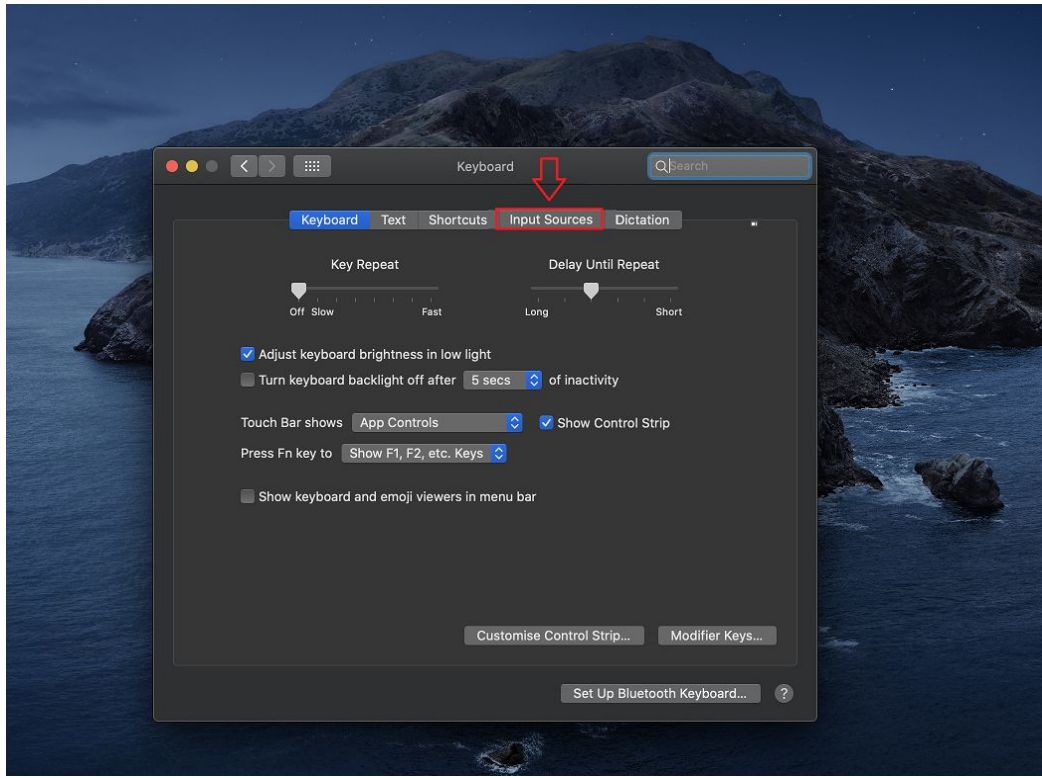 Keyboard
Search
Keyboard Text Shortcuts Input Sources Dictation
Key Repeat Delay Until Repeat
Off Slow Fast Long Short
Adjust keyboard brightness in low light
Turn keyboard backlight off after 5 secs of inactivity
Touch Bar shows App Controls Show Control Strip
Press Fn key to Show F1, F2, etc. Keys
Show keyboard and emoji viewers in menu bar
Customise Control Strip... Modifier Keys...
Set Up Bluetooth Keyboard... ?